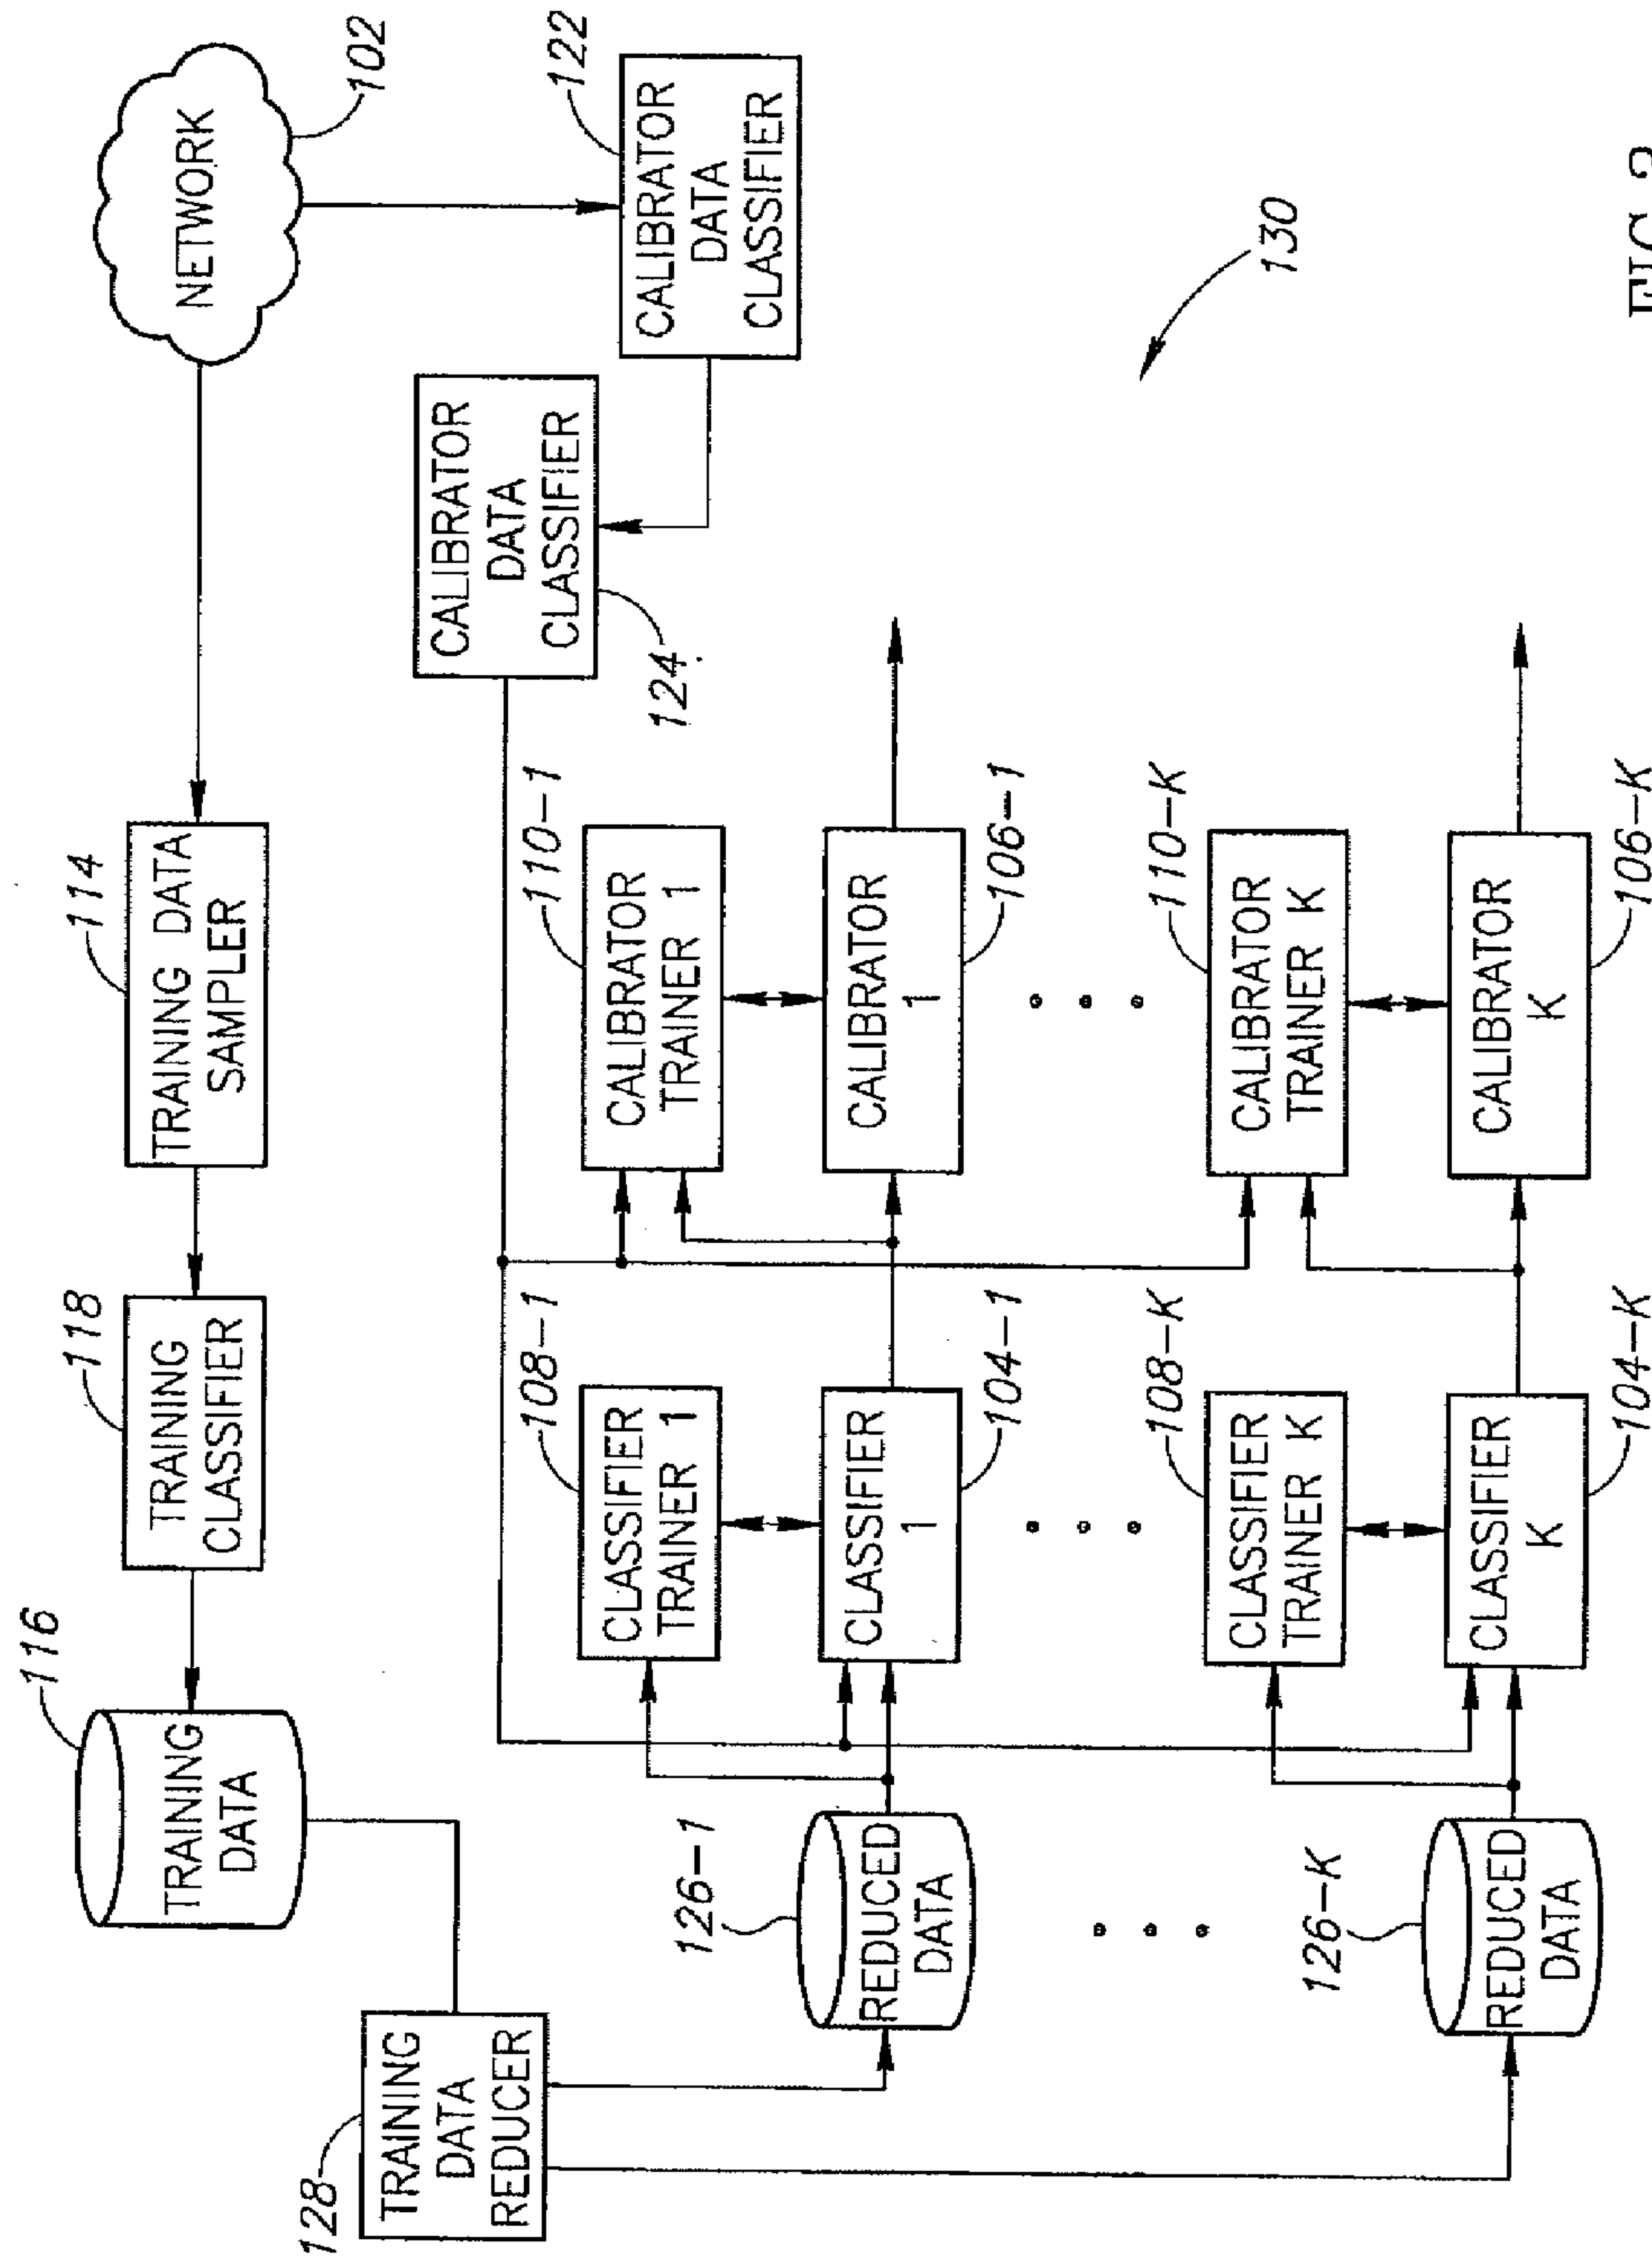 116
TRAINING
DATA
118
TRAINING
CLASSIFIER
114
TRAINING DATA
SAMPLER
NETWORK
102
128
TRAINING
DATA
REDUCER
CALIBRATOR
DATA
CLASSIFIER
124
122
CALIBRATOR
DATA
CLASSIFIER
108-1
CLASSIFIER
TRAINER 1
110-1
CALIBRATOR
TRAINER 1
126-1
REDUCED
DATA
CLASSIFIER
1
104-1
CALIBRATOR
1
106-1
130
108-K
CLASSIFIER
TRAINER K
110-K
CALIBRATOR
TRAINER K
126-K
REDUCED
DATA
CLASSIFIER
K
104-K
CALIBRATOR
K
106-K